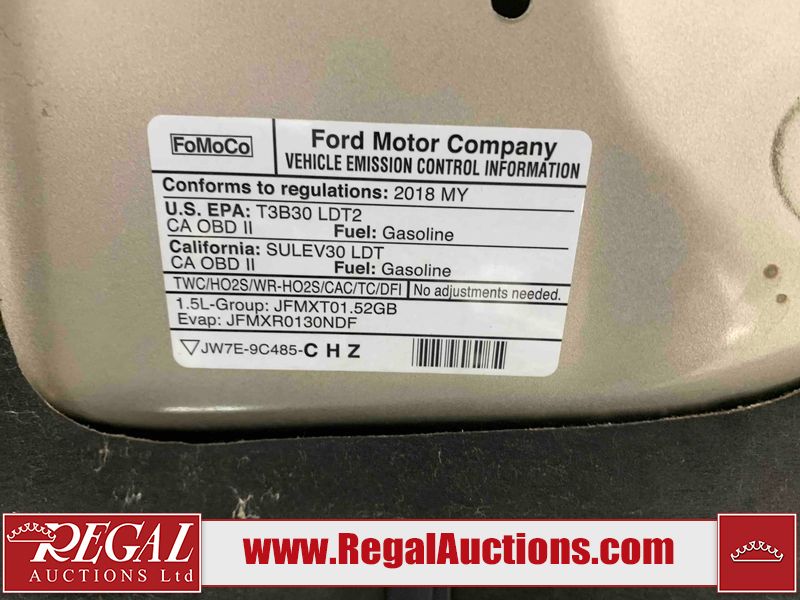 FoMoCo
Ford Motor Company
VEHICLE EMISSION CONTROL INFORMATION
Conforms to regulations: 2018 MY
U.S. EPA: T3B30 LDT2
CA OBD II Fuel: Gasoline
California: SULEV30 LDT
CA OBD II Fuel: Gasoline
TWC/HO2S/WR-HO2S/CAC/TC/DFI No adjustments needed.
1.5L-Group: JFMXT01.52GB
Evap: JFMXR0130NDF
JW7E-9C485-C H Z
REGAL
AUCTIONS Ltd
www.RegalAuctions.com